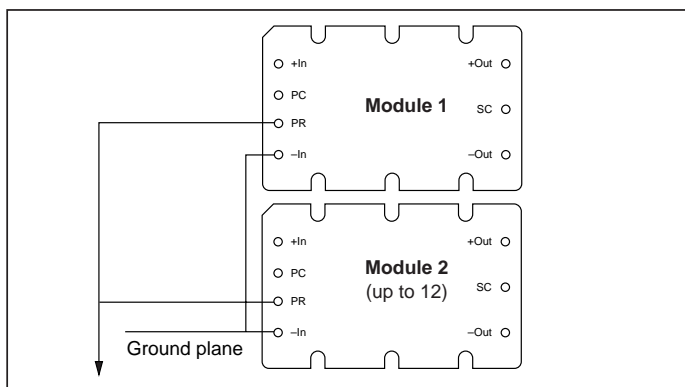 +In
+Out
PC
Module 1
SC
PR
–In
–Out
+In
+Out
PC
Module 2
(up to 12)
SC
PR
–In
–Out
Ground plane